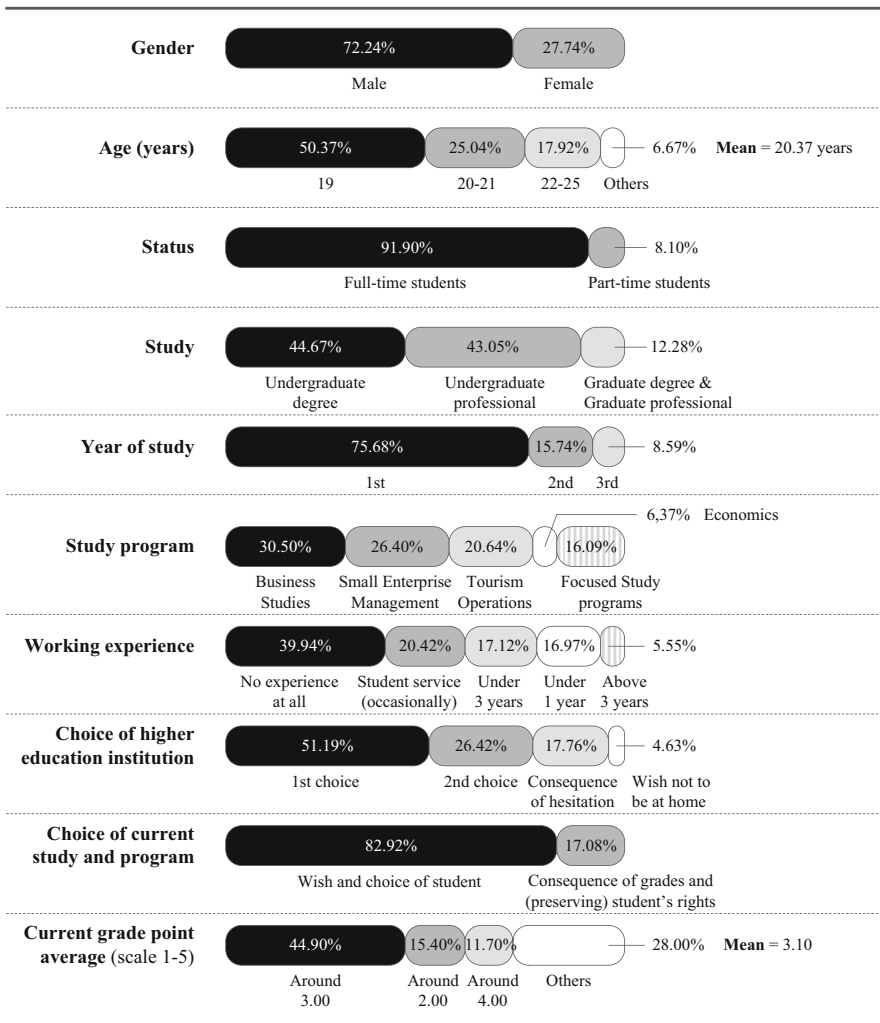 Gender
72.24% 27.74%
Male Female
Age (years)
50.37% 25.04% 17.92% 6.67% Mean = 20.37 years
19 20-21 22-25 Others
Status
91.90% 8.10%
Full-time students Part-time students
Study
44.67% 43.05% 12.28%
Undergraduate Undergraduate Graduate degree &
degree professional Graduate professional
Year of study
75.68% 15.74% 8.59%
1st 2nd 3rd
6,37% Economics
Study program
30.50% 26.40% 20.64% 16.09%
Business Small Enterprise Tourism Focused Study
Studies Management Operations programs
Working experience
39.94% 20.42% 17.12% 16.97% 5.55%
No experience Student service Under Under Above
at all (occasionally) 3 years 1 year 3 years
Choice of higher
education institution
51.19% 26.42% 17.76% 4.63%
1st choice 2nd choice Consequence Wish not to
of hesitation be at home
Choice of current
study and program
82.92% 17.08%
Wish and choice of student Consequence of grades and
(preserving) student's rights
Current grade point
average (scale 1-5)
44.90% 15.40% 11.70% 28.00% Mean = 3.10
Around Around Around Others
3.00 2.00 4.00